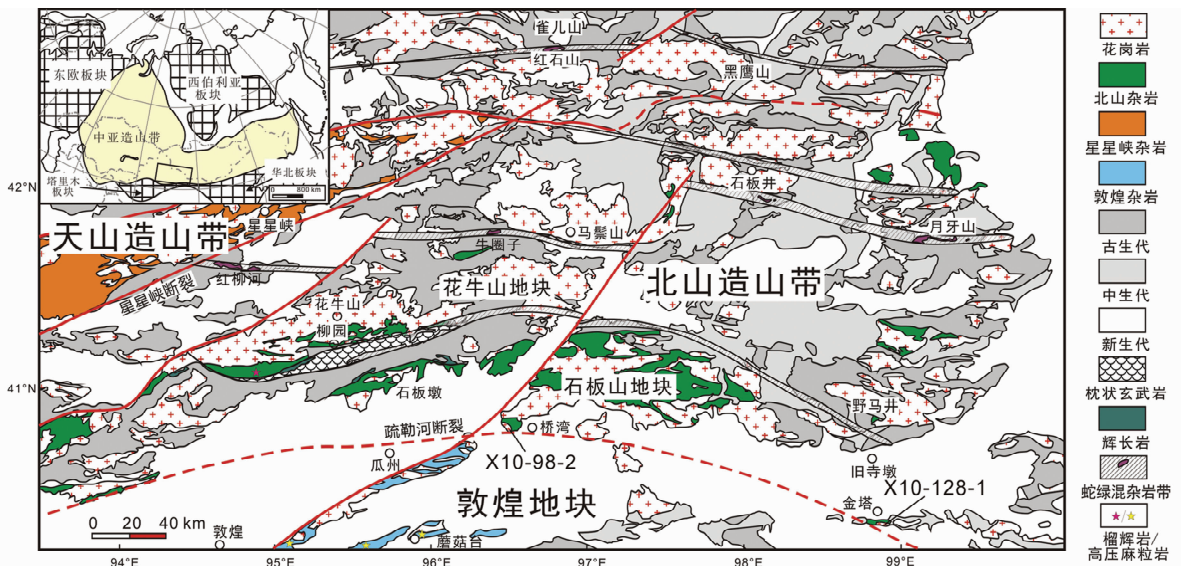 东欧板块
西伯利亚
板块
中亚造山带
塔里木
板块
华北板块
0 800 km
雀儿山
红石山
黑鹰山
42°N
石板井
星星峡
天山造山带
马鬃山
月牙山
牛圈子
红柳河
星星峡断裂
花牛山地块
北山造山带
花牛山
柳园
41°N
石板墩
石板山地块
野马井
疏勒河断裂
桥湾
瓜州
X10-98-2
旧寺墩
X10-128-1
敦煌地块
金塔
0 20 40 km
敦煌
蘑菇台
94°E
95°E
96°E
97°E
98°E
99°E
花岗岩
北山杂岩
星星峡杂岩
敦煌杂岩
古生代
中生代
新生代
枕状玄武岩
辉长岩
蛇绿混杂岩带
榴辉岩/
高压麻粒岩